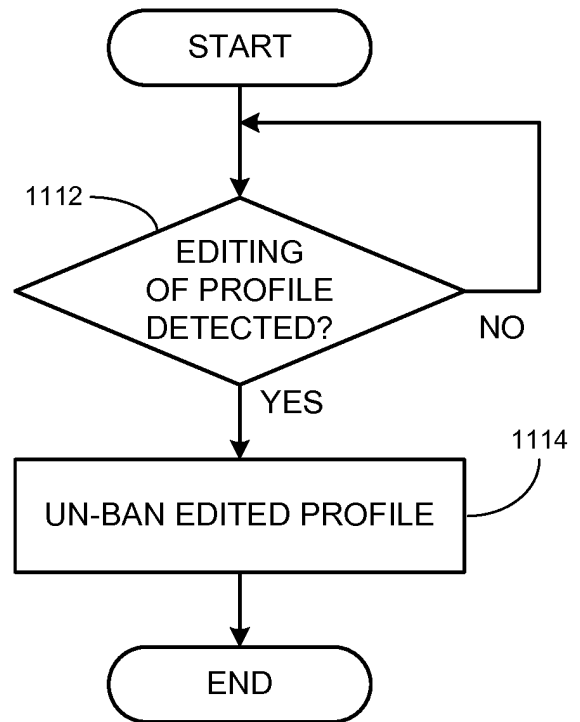 START
1112
EDITING
OF PROFILE
DETECTED?
NO
YES
1114
UN-BAN EDITED PROFILE
END